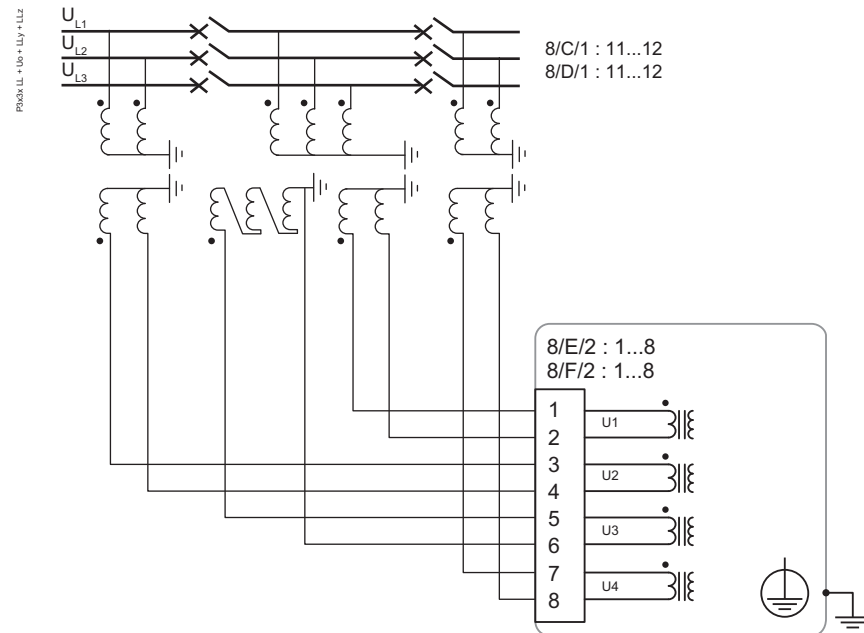 P3x3x LL + Uo + LLy + LLz
UL1
UL2
UL3
8/C/1 : 11...12
8/D/1 : 11...12
8/E/2 : 1...8
8/F/2 : 1...8
1
U1
2
3
U2
4
5
U3
6
7
U4
8